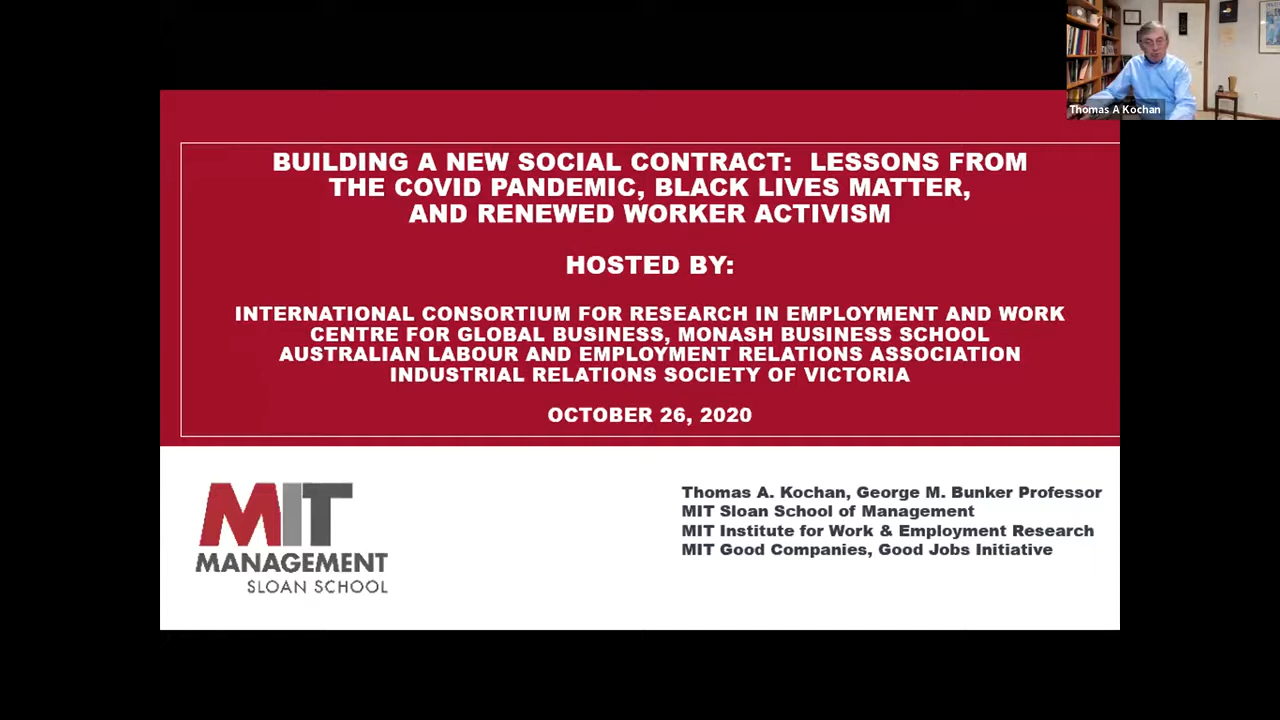 Thomas A Kochan
BUILDING A NEW SOCIAL CONTRACT: LESSONS FROM
THE COVID PANDEMIC, BLACK LIVES MATTER,
AND RENEWED WORKER ACTIVISM
HOSTED BY:
INTERNATIONAL CONSORTIUM FOR RESEARCH IN EMPLOYMENT AND WORK
CENTRE FOR GLOBAL BUSINESS, MONASH BUSINESS SCHOOL
AUSTRALIAN LABOUR AND EMPLOYMENT RELATIONS ASSOCIATION
INDUSTRIAL RELATIONS SOCIETY OF VICTORIA
OCTOBER 26, 2020
MIT
MANAGEMENT
SLOAN SCHOOL
Thomas A. Kochan, George M. Bunker Professor
MIT Sloan School of Management
MIT Institute for Work & Employment Research
MIT Good Companies, Good Jobs Initiative